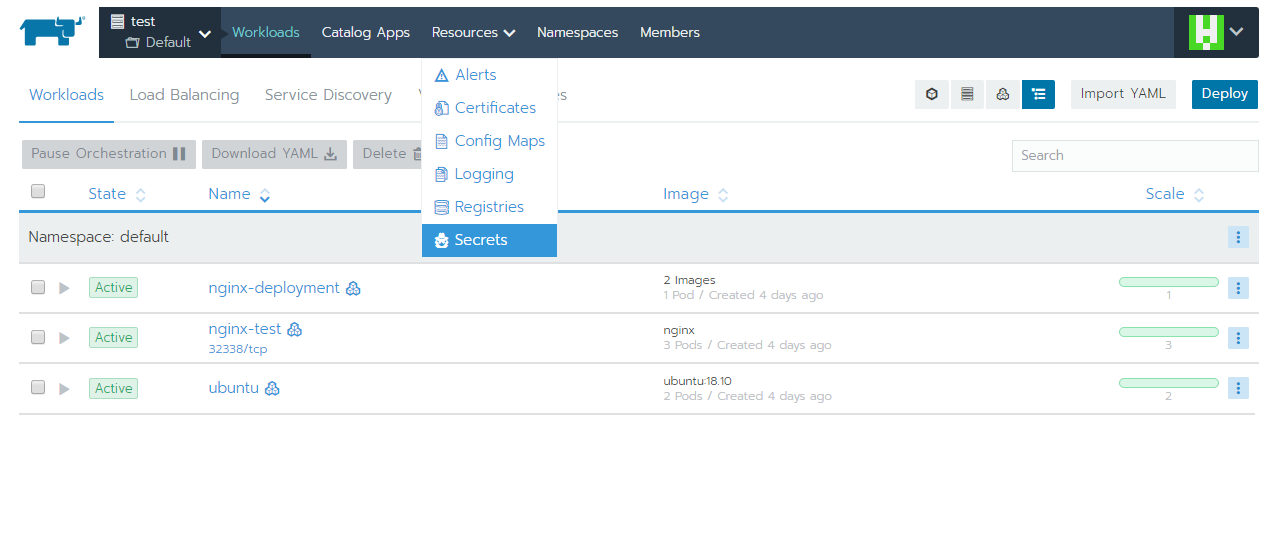 test
Default
Workloads Catalog Apps Resources Namespaces Members
Workloads Load Balancing Service Discovery
Import YAML Deploy
Alerts
Certificates
Config Maps
Logging
Registries
Secrets
Pause Orchestration Download YAML Delete
Search
State Name Image Scale
Namespace: default
Active nginx-deployment 2 Images
1 Pod / Created 4 days ago 1
Active nginx-test nginx
32338/tcp 3 Pods / Created 4 days ago 3
Active ubuntu ubuntu:18.10
2 Pods / Created 4 days ago 2